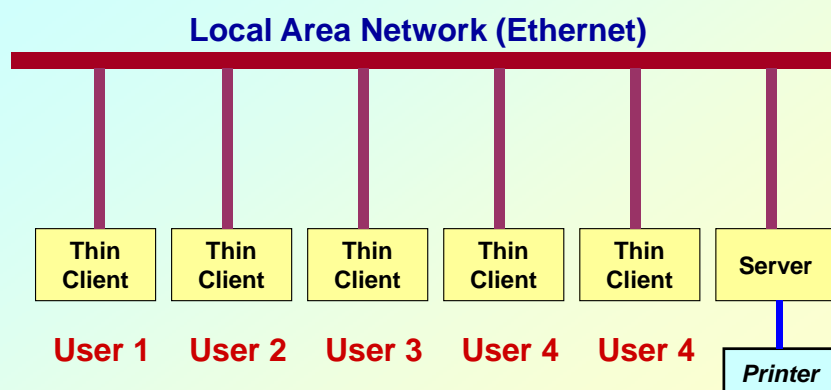 Local Area Network (Ethernet)
Thin
Client
Thin
Client
Thin
Client
Thin
Client
Thin
Client
Server
User 1
User 2
User 3
User 4
User 4
Printer